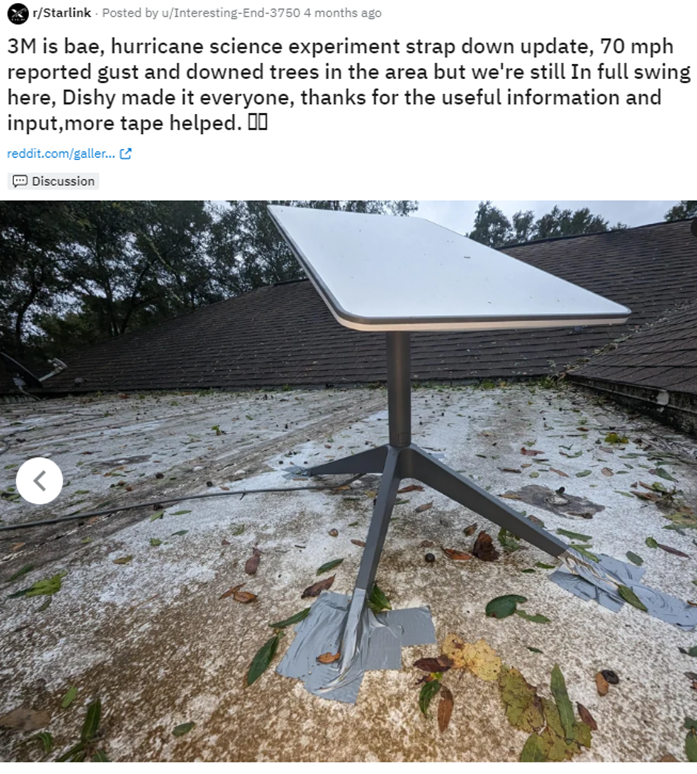 r/Starlink · Posted by u/Interesting-End-3750 4 months ago
3M is bae, hurricane science experiment strap down update, 70 mph
reported gust and downed trees in the area but we're still In full swing
here, Dishy made it everyone, thanks for the useful information and
input,more tape helped. ▯▯
reddit.com/galler...
Discussion